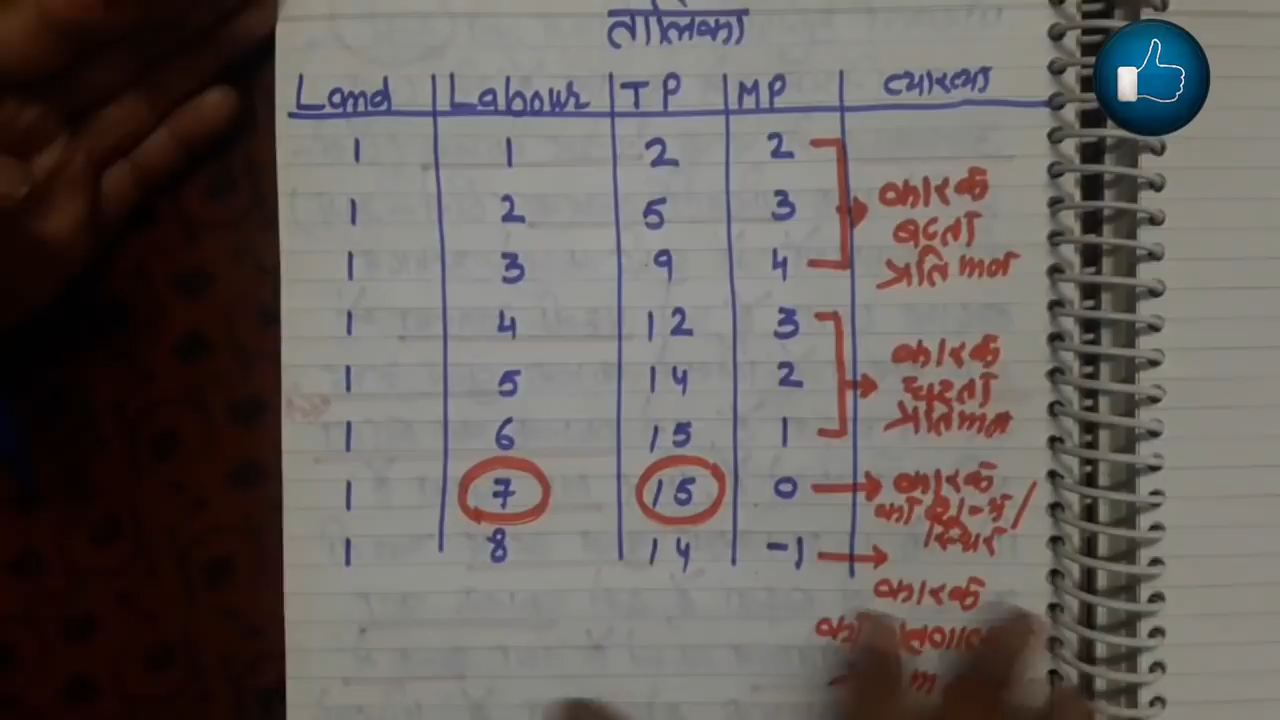 तालिका
Land Labour TP MP व्याख्या
1 1 2 2
1 2 5 3
1 3 9 4
कारक
बढता
प्रतिफल
1 4 12 3
1 5 14 2
1 6 15 1
कारक
घटता
प्रतिफल
1 7 15 0
कारक
का शून्य/
स्थिर
1 8 14 -1
कारक